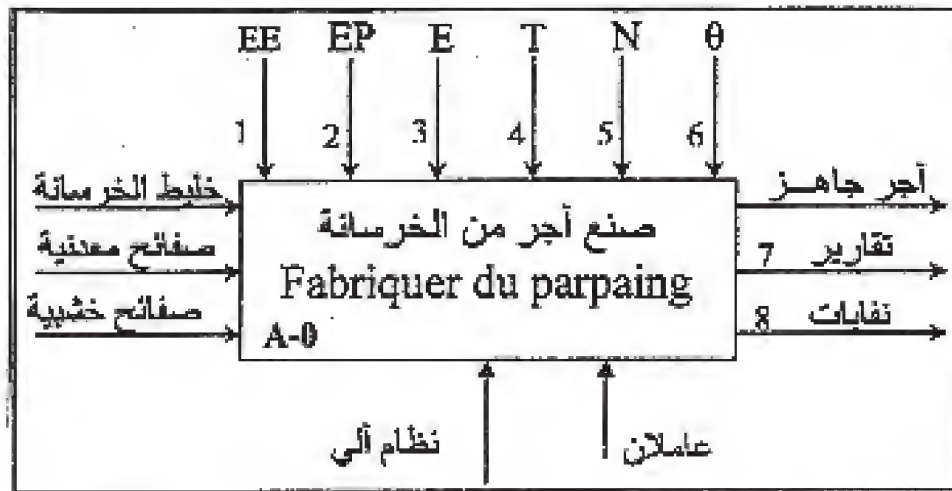 EE EP E T N θ
1 2 3 4 5 6
خليط الخرسانة
صفائح معدنية
صفائح خشبية
صنع آجر من الخرسانة
Fabriquer du parpaing
A-0
آجر جاهـــز
7 تقارير
8 نفايات
نظام آلي
عاملان